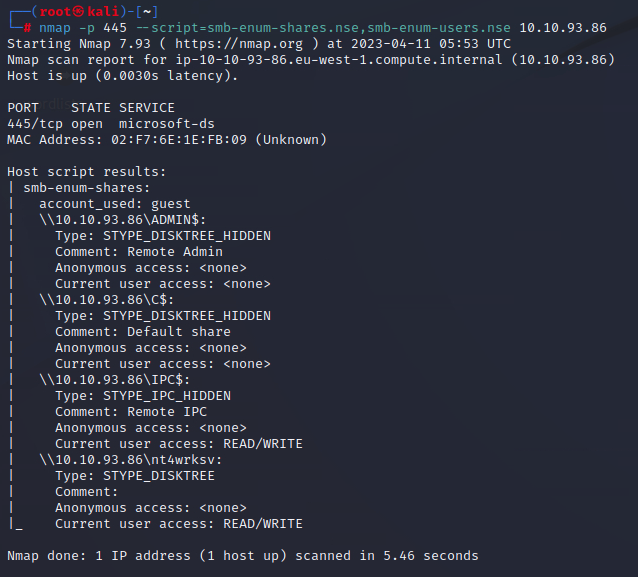 ┌──(root㉿kali)-[~]
└─# nmap -p 445 --script=smb-enum-shares.nse,smb-enum-users.nse 10.10.93.86
Starting Nmap 7.93 ( https://nmap.org ) at 2023-04-11 05:53 UTC
Nmap scan report for ip-10-10-93-86.eu-west-1.compute.internal (10.10.93.86)
Host is up (0.0030s latency).

PORT    STATE SERVICE
445/tcp open  microsoft-ds
MAC Address: 02:F7:6E:1E:FB:09 (Unknown)

Host script results:
| smb-enum-shares:
|   account_used: guest
|   \\10.10.93.86\ADMIN$:
|     Type: STYPE_DISKTREE_HIDDEN
|     Comment: Remote Admin
|     Anonymous access: <none>
|     Current user access: <none>
|   \\10.10.93.86\C$:
|     Type: STYPE_DISKTREE_HIDDEN
|     Comment: Default share
|     Anonymous access: <none>
|     Current user access: <none>
|   \\10.10.93.86\IPC$:
|     Type: STYPE_IPC_HIDDEN
|     Comment: Remote IPC
|     Anonymous access: <none>
|     Current user access: READ/WRITE
|   \\10.10.93.86\nt4wrksv:
|     Type: STYPE_DISKTREE
|     Comment:
|     Anonymous access: <none>
|_    Current user access: READ/WRITE

Nmap done: 1 IP address (1 host up) scanned in 5.46 seconds